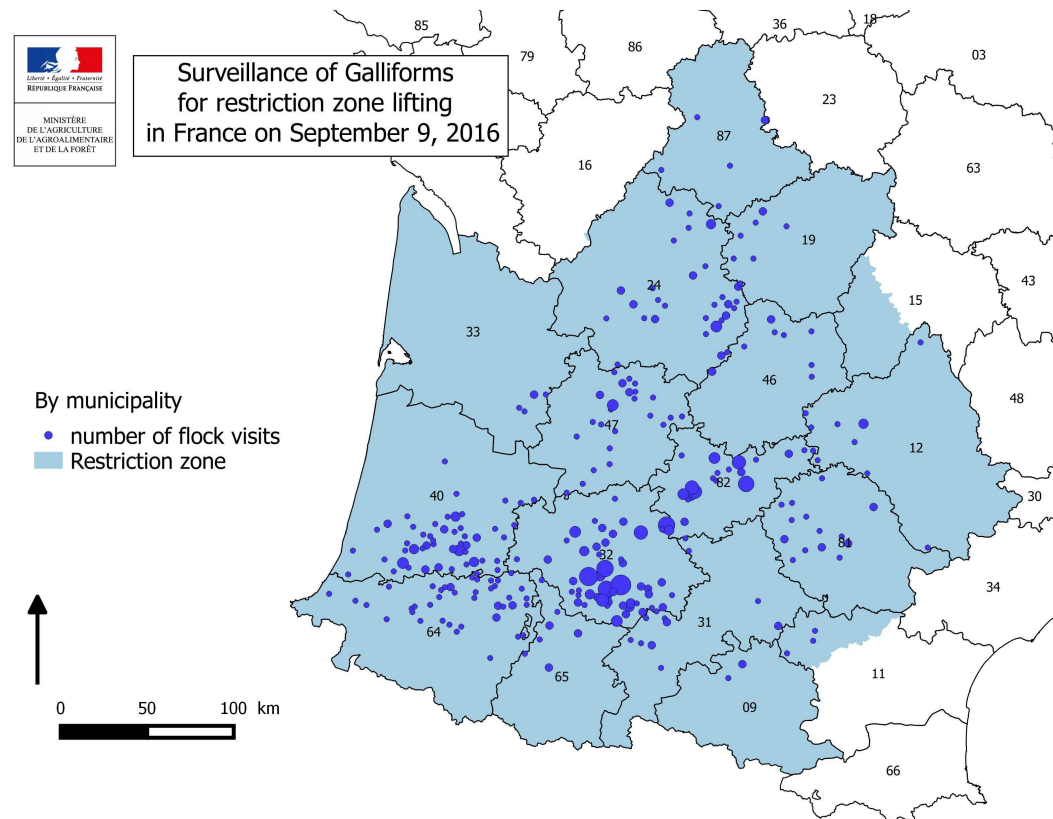 Liberté • Égalité • Fraternité
RÉPUBLIQUE FRANÇAISE
MINISTÈRE
DE L'AGRICULTURE
DE L'AGROALIMENTAIRE
ET DE LA FORÊT
Surveillance of Galliforms
for restriction zone lifting
in France on September 9, 2016
85
79
86
36
18
03
23
87
16
63
19
24
15
43
33
46
48
47
12
82
30
40
32
81
34
64
31
65
11
09
66
By municipality
number of flock visits
Restriction zone
0 50 100 km